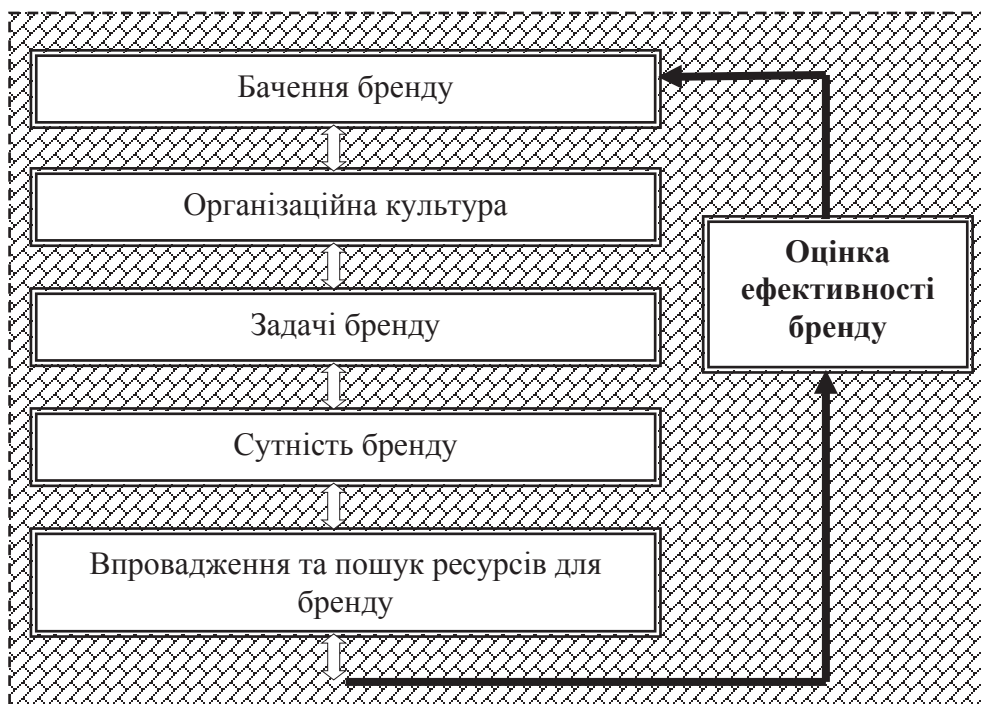 Бачення бренду
Організаційна культура
Задачі бренду
Сутність бренду
Впровадження та пошук ресурсів для
бренду
Оцінка
ефективності
бренду